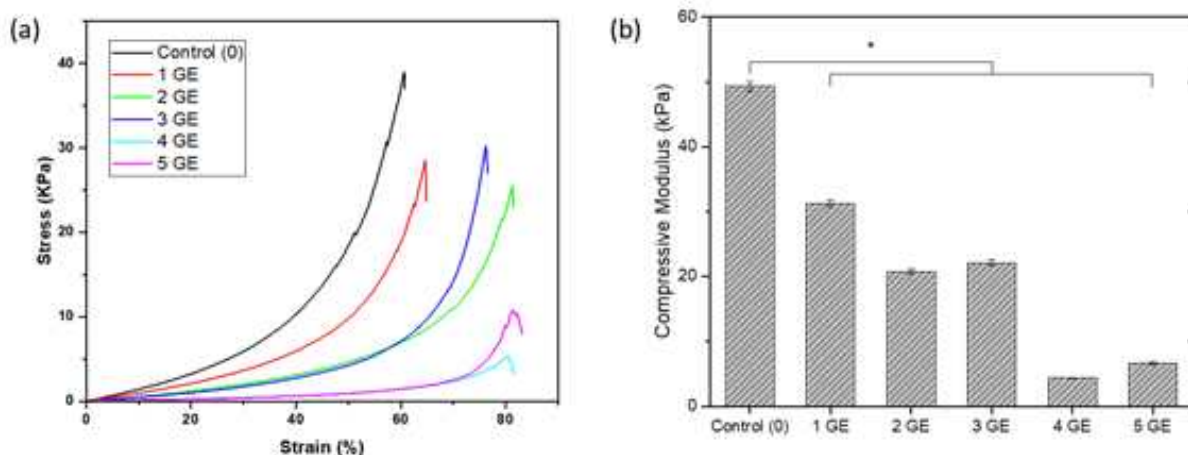 (a)
Control (0)
1 GE
2 GE
3 GE
4 GE
5 GE
40
30
20
10
0
Stress (KPa)
0 20 40 60 80
Strain (%)
(b)
*
60
40
20
0
Compressive Modulus (kPa)
Control (0) 1 GE 2 GE 3 GE 4 GE 5 GE